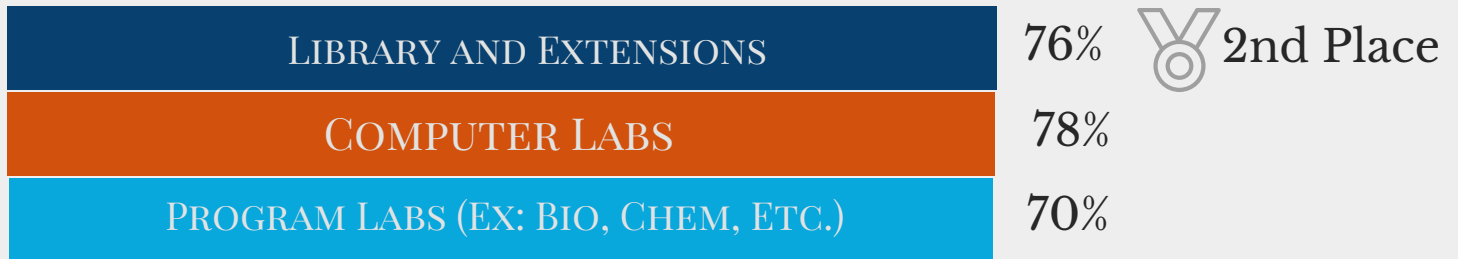 Library and Extensions 76% 2nd Place
Computer Labs 78%
Program Labs (Ex: Bio, Chem, Etc.) 70%